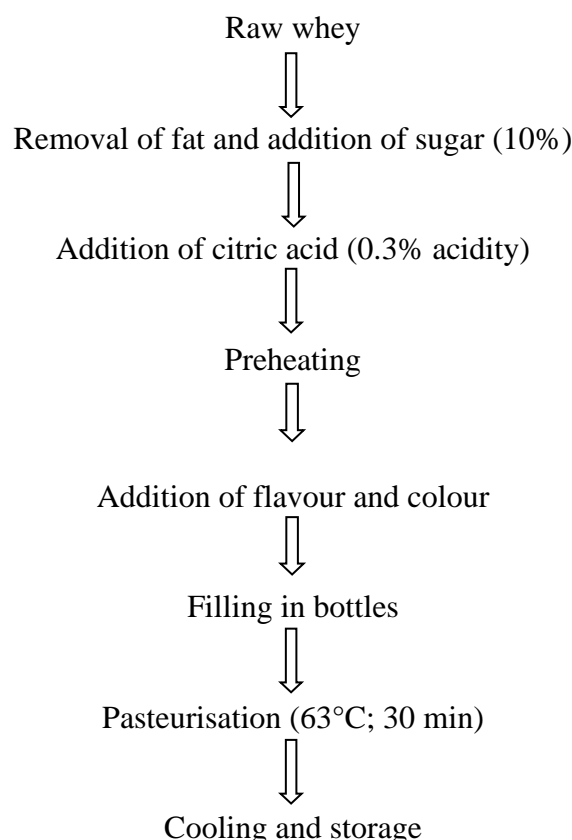 Raw whey
Removal of fat and addition of sugar (10%)
Addition of citric acid (0.3% acidity)
Preheating
Addition of flavour and colour
Filling in bottles
Pasteurisation (63°C; 30 min)
Cooling and storage